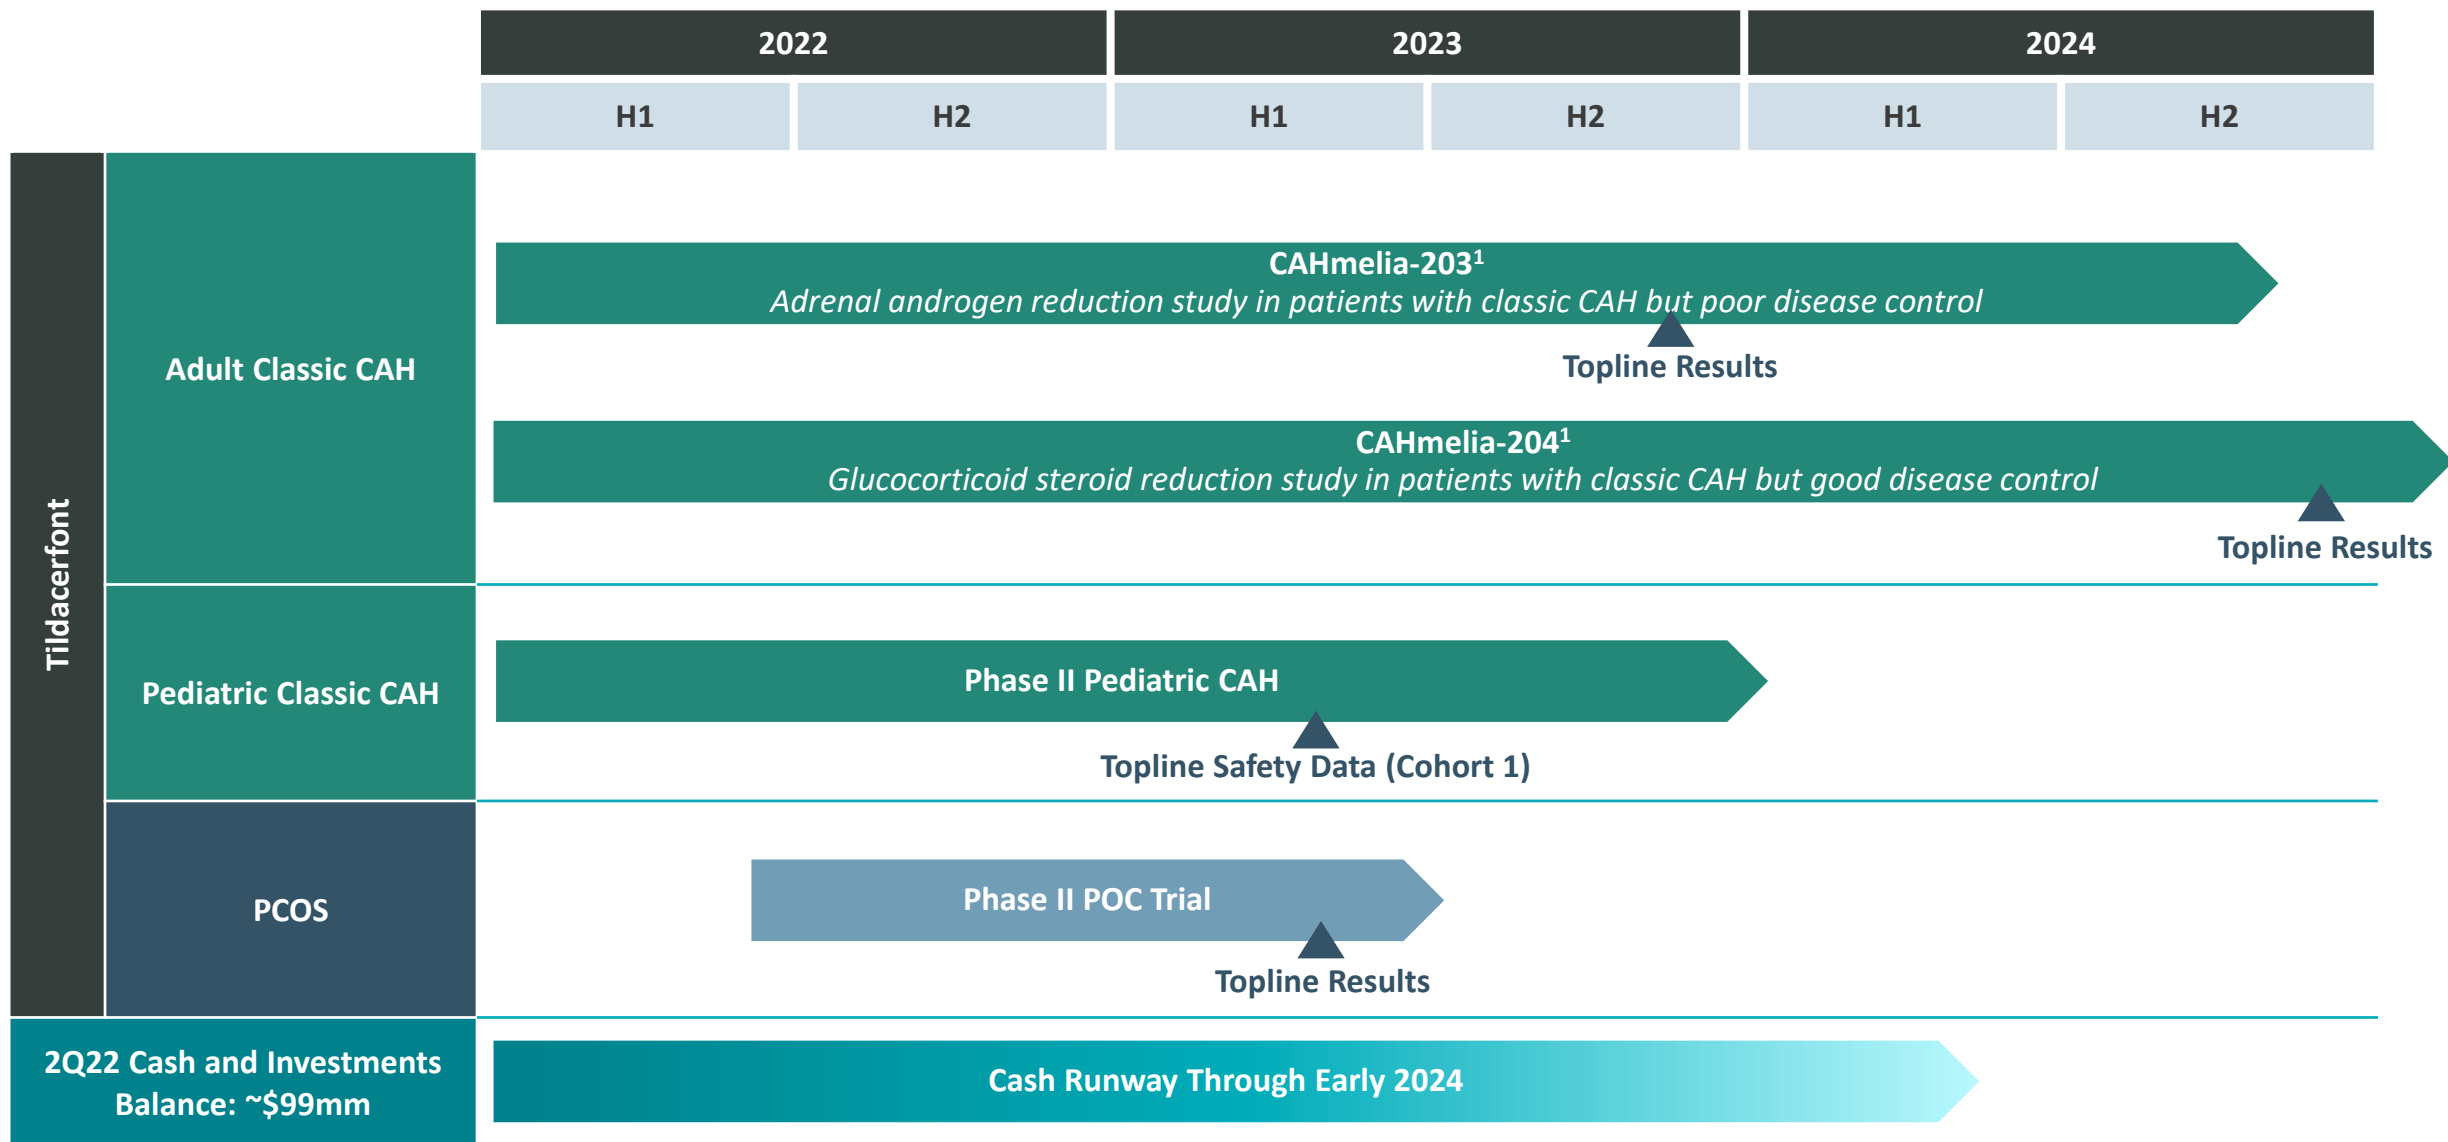 2022
2023
2024
H1
H2
H1
H2
H1
H2
Tildacerfont
Adult Classic CAH
CAHmelia-203¹
Adrenal androgen reduction study in patients with classic CAH but poor disease control
Topline Results
CAHmelia-204¹
Glucocorticoid steroid reduction study in patients with classic CAH but good disease control
Topline Results
Pediatric Classic CAH
Phase II Pediatric CAH
Topline Safety Data (Cohort 1)
PCOS
Phase II POC Trial
Topline Results
2Q22 Cash and Investments
Balance: ~$99mm
Cash Runway Through Early 2024